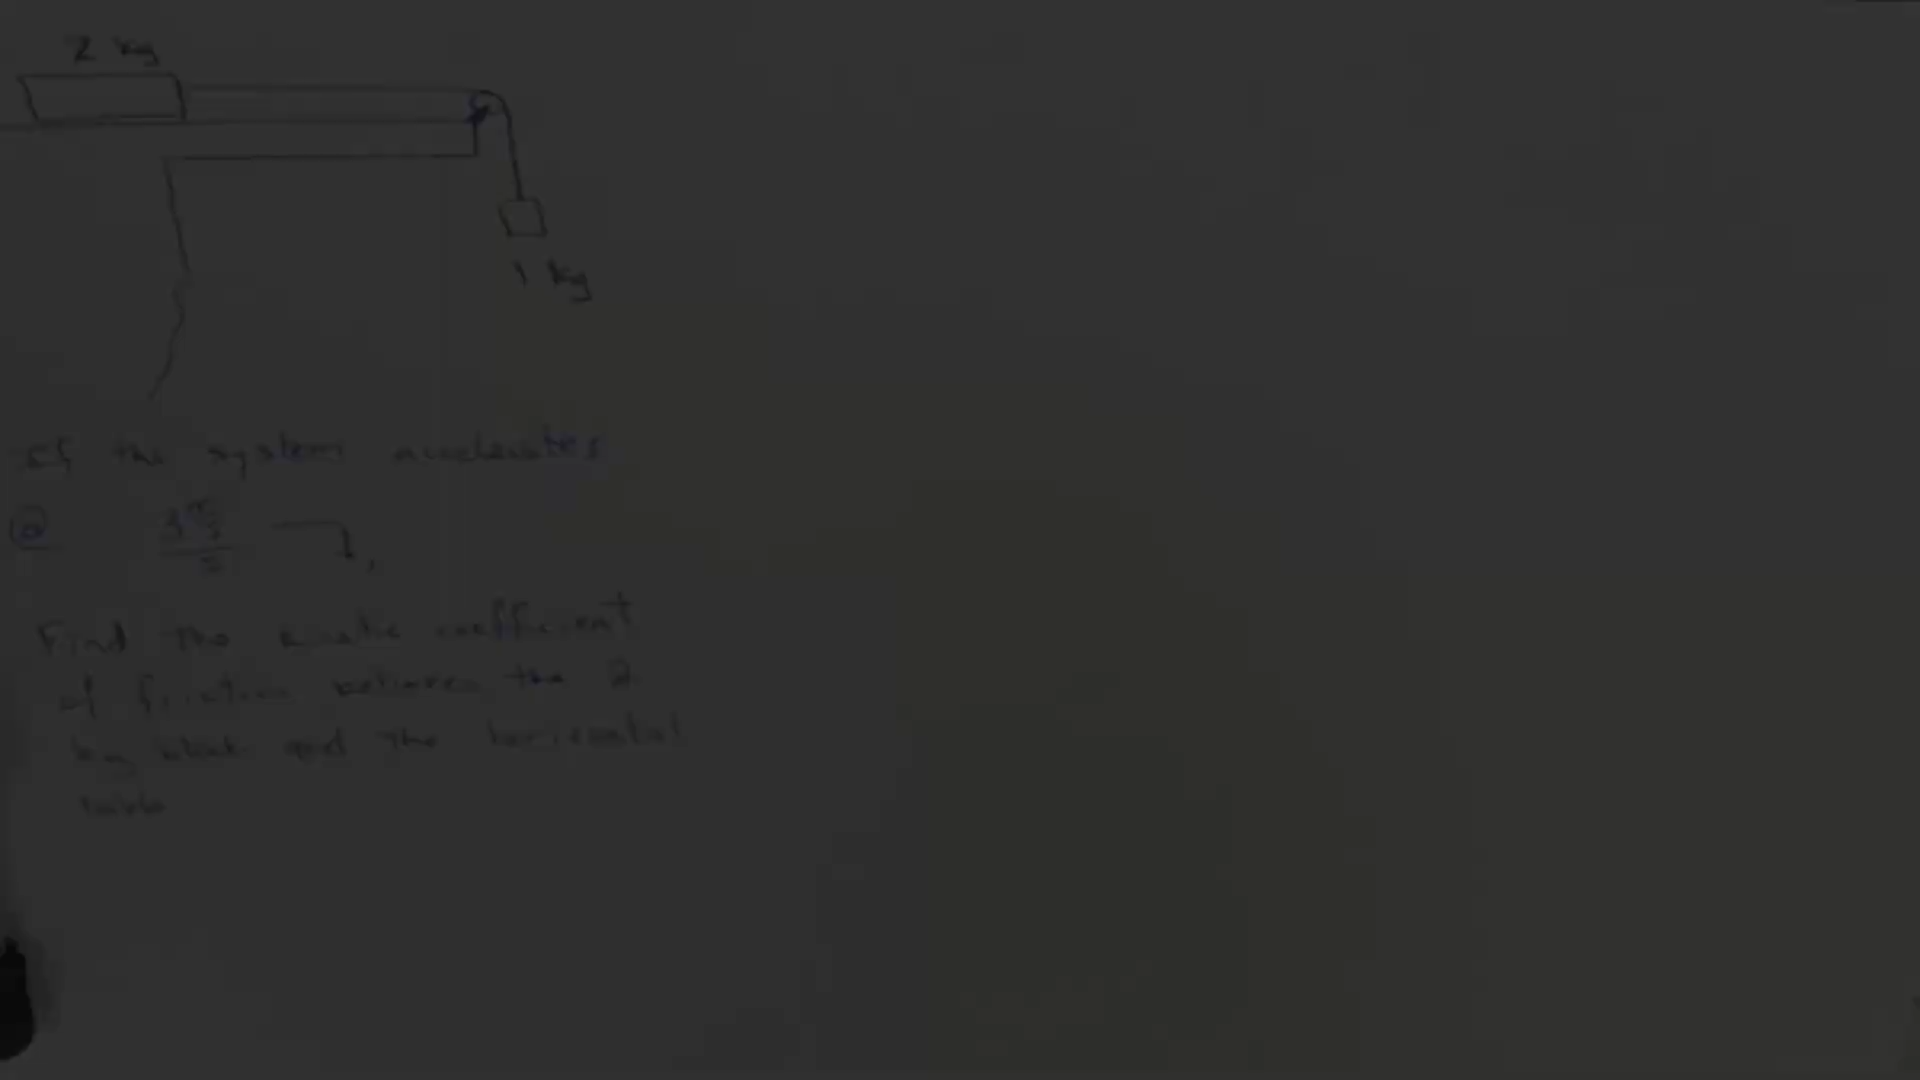 2 kg
1 kg
If the system accelerates
@ 3 m/s
s ,
Find the kinetic coefficient
of friction between the 2
kg block and the horizontal
table